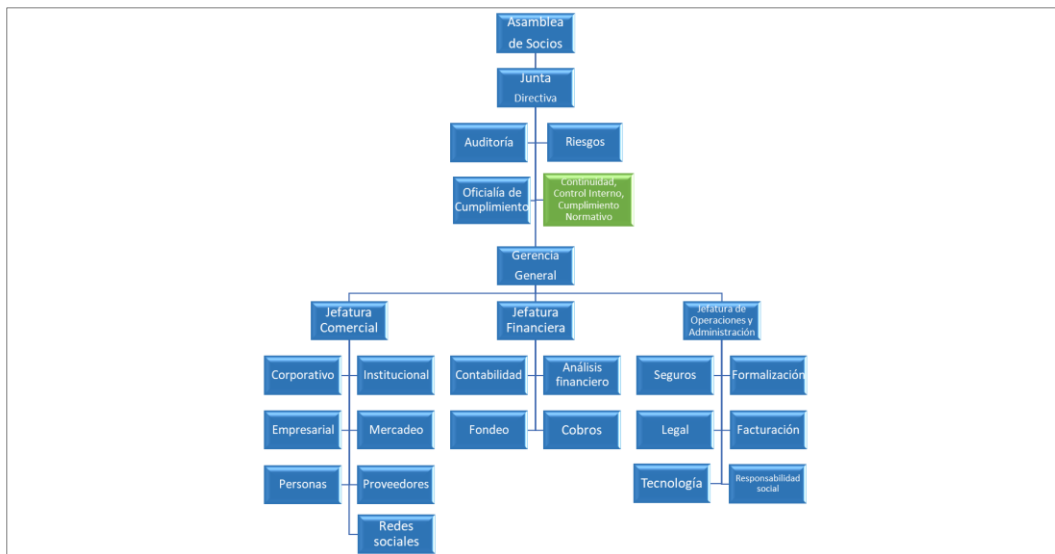 Asamblea
de Socios
Junta
Directiva
Auditoría
Riesgos
Oficialía de
Cumplimiento
Continuidad,
Control Interno,
Cumplimiento
Normativo
Gerencia
General
Jefatura
Comercial
Jefatura
Financiera
Jefatura de
Operaciones y
Administración
Corporativo
Institucional
Contabilidad
Análisis
financiero
Seguros
Formalización
Empresarial
Mercadeo
Fondeo
Cobros
Legal
Facturación
Personas
Proveedores
Tecnología
Responsabilidad
social
Redes
sociales